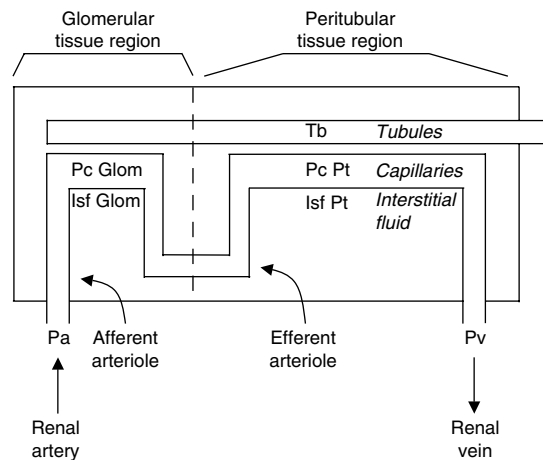 Glomerular
tissue region
Peritubular
tissue region
Tb Tubules
Pc Glom
Pc Pt Capillaries
Isf Glom
Isf Pt Interstitial
fluid
Pa
Afferent
arteriole
Efferent
arteriole
Pv
Renal
artery
Renal
vein